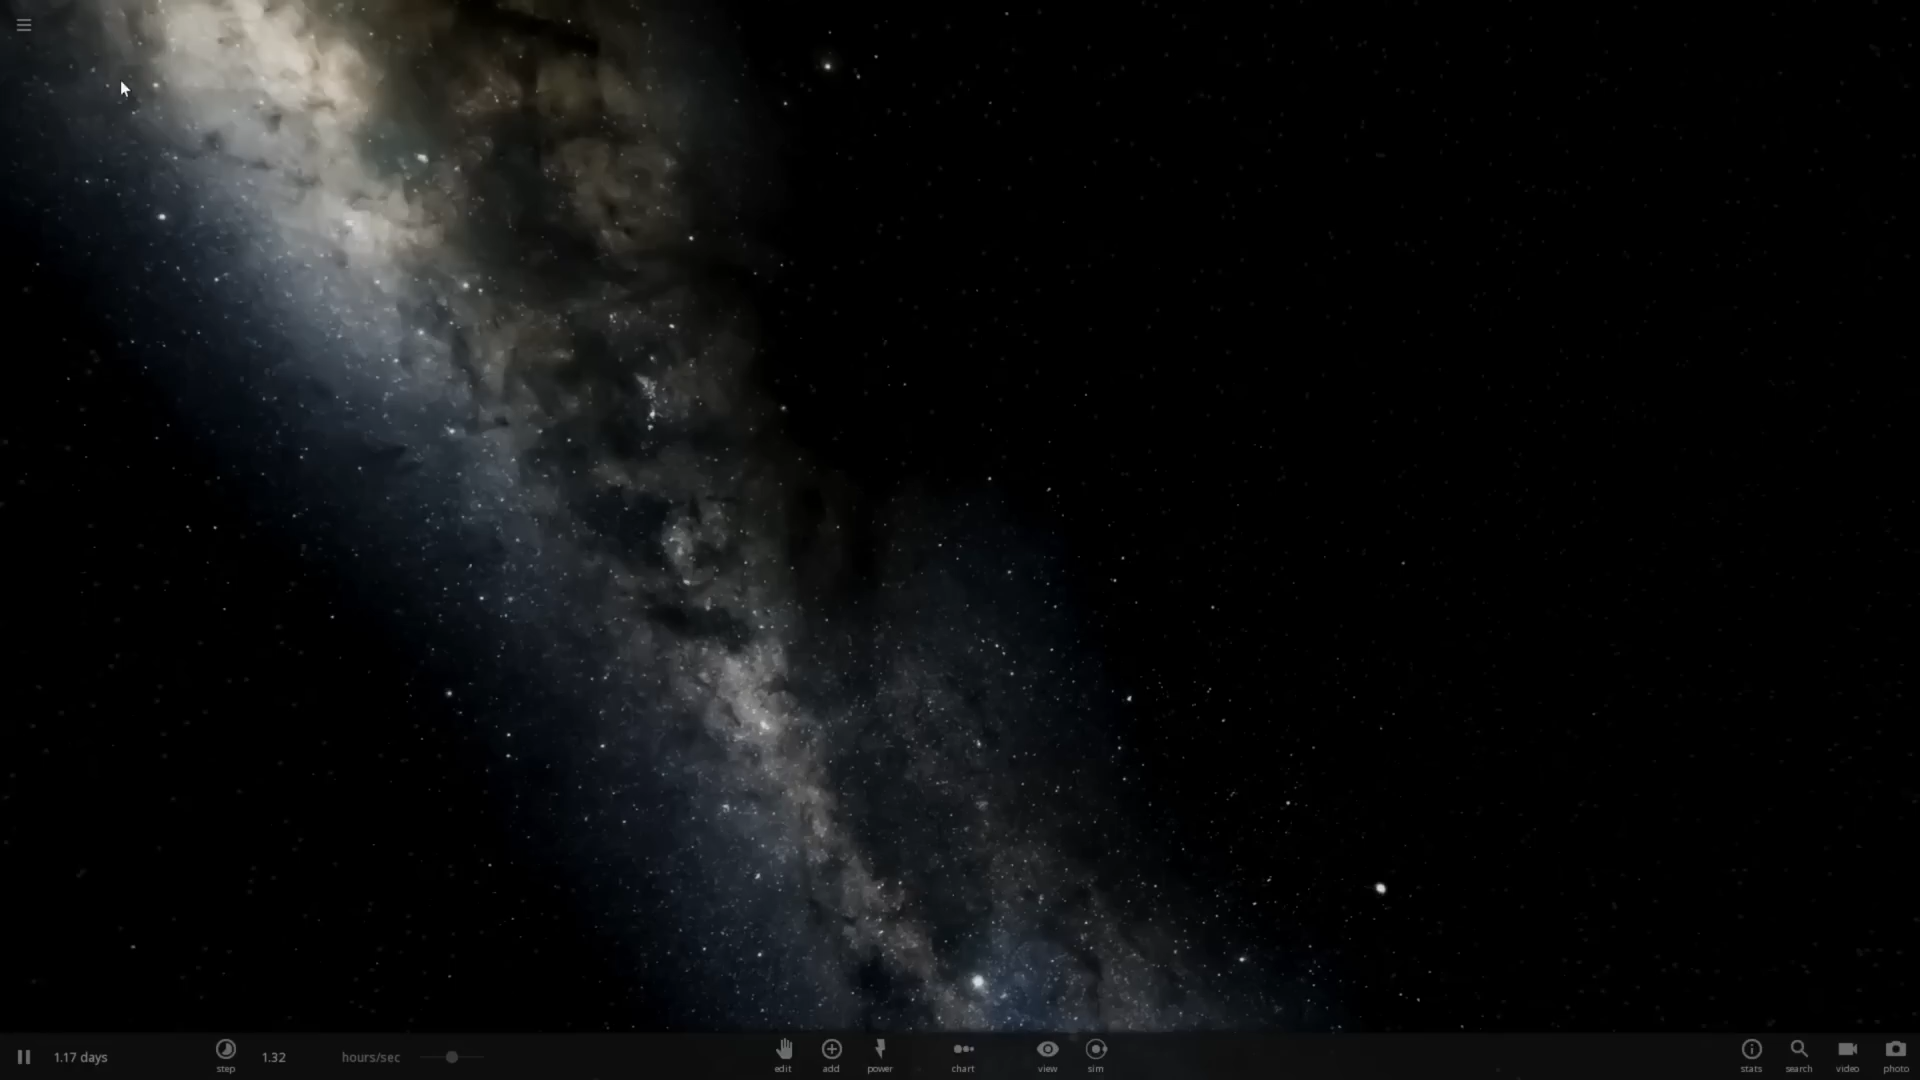 1.17 days
step
1.32
hours/sec
edit
add
power
chart
view
sim
stats
search
video
photo